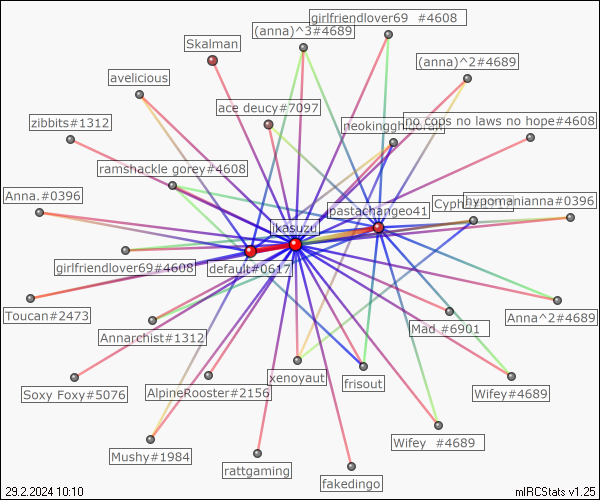 girlfriendlover69 #4608
(anna)^3#4689
Skalman
(anna)^2#4689
avelicious
ace deucy#7097
no cops no laws no hope#4608
zibbits#1312
ramshackle gorey#4608
Anna.#0396
hypomanianna#0396
pastachangeo41
likasuzu
default#0617
girlfriendlover69#4608
Toucan#2473
Anna^2#4689
Mad #6901
Annarchist#1312
xenoyaut
frisout
Soxy Foxy#5076
AlpineRooster#2156
Wifey#4689
Wifey #4689
Mushy#1984
rattgaming
fakedingo
29.2.2024 10:10
mIRCStats v1.25